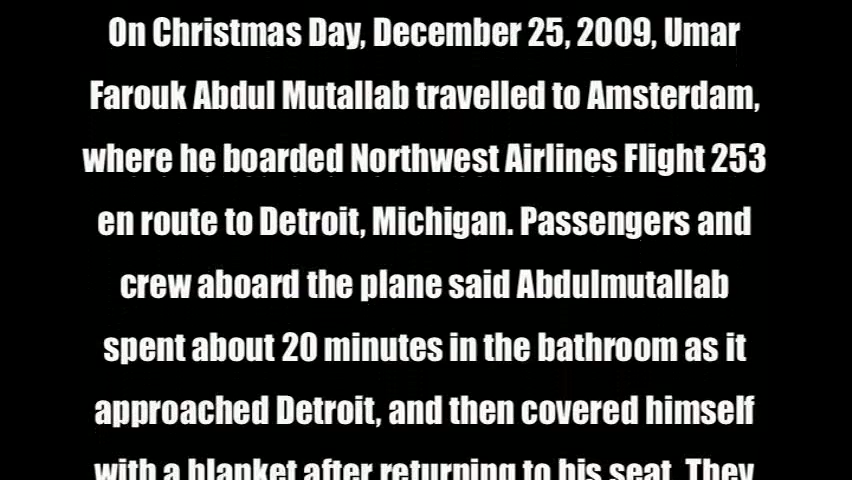 On Christmas Day, December 25, 2009, Umar
Farouk Abdul Mutallab travelled to Amsterdam,
where he boarded Northwest Airlines Flight 253
en route to Detroit, Michigan. Passengers and
crew aboard the plane said Abdulmutallab
spent about 20 minutes in the bathroom as it
approached Detroit, and then covered himself
with a blanket after returning to his seat. They